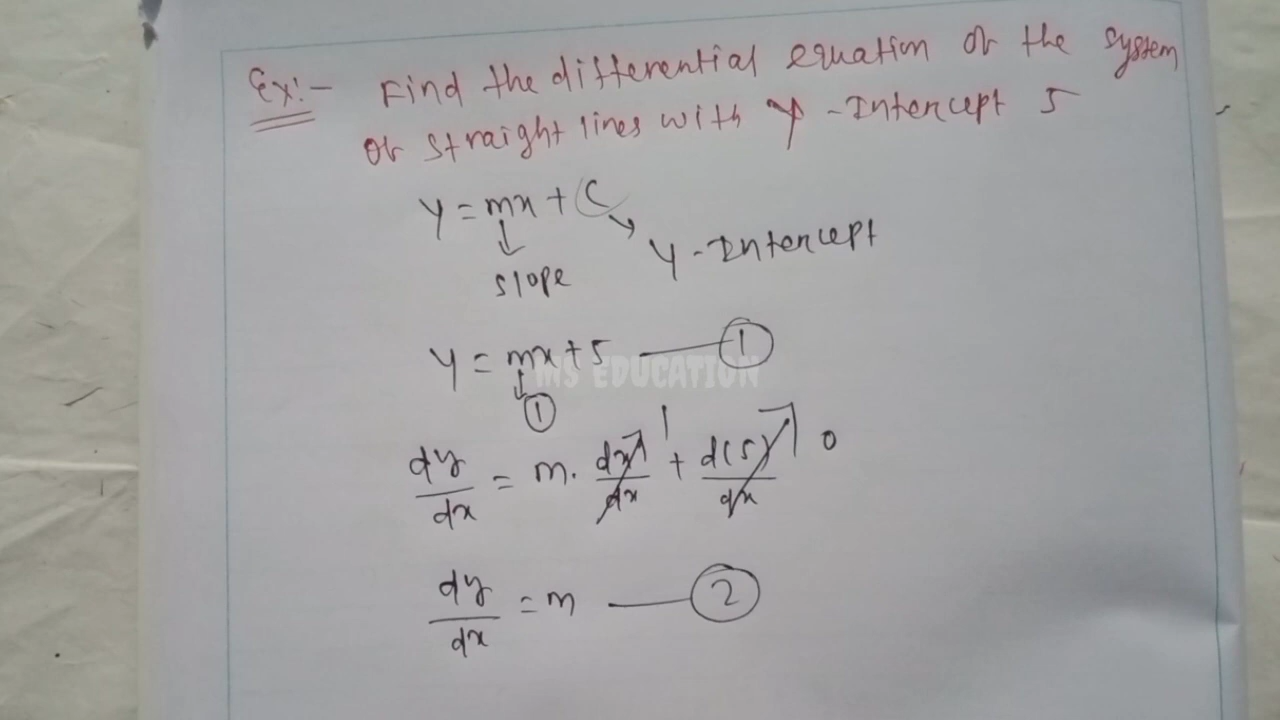 Ex:- Find the differential equation of the system
of straight lines with y-Intercept 5
y = mx + C
slope
y-Intercept
y = mx + 5 —— ①
①
MS EDUCATION
dy/dx = m. dx/dx 1 + d(5)/dx 0
dy/dx = m —— ②